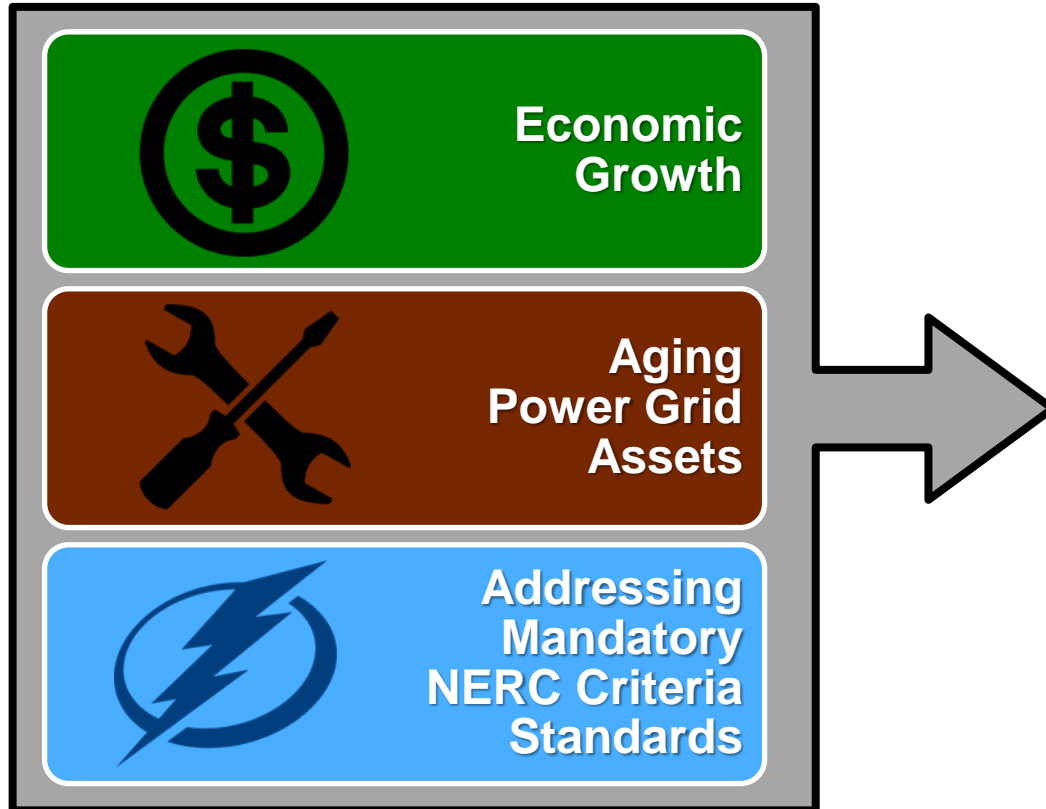 Economic
Growth
Aging
Power Grid
Assets
Addressing
Mandatory
NERC Criteria
Standards